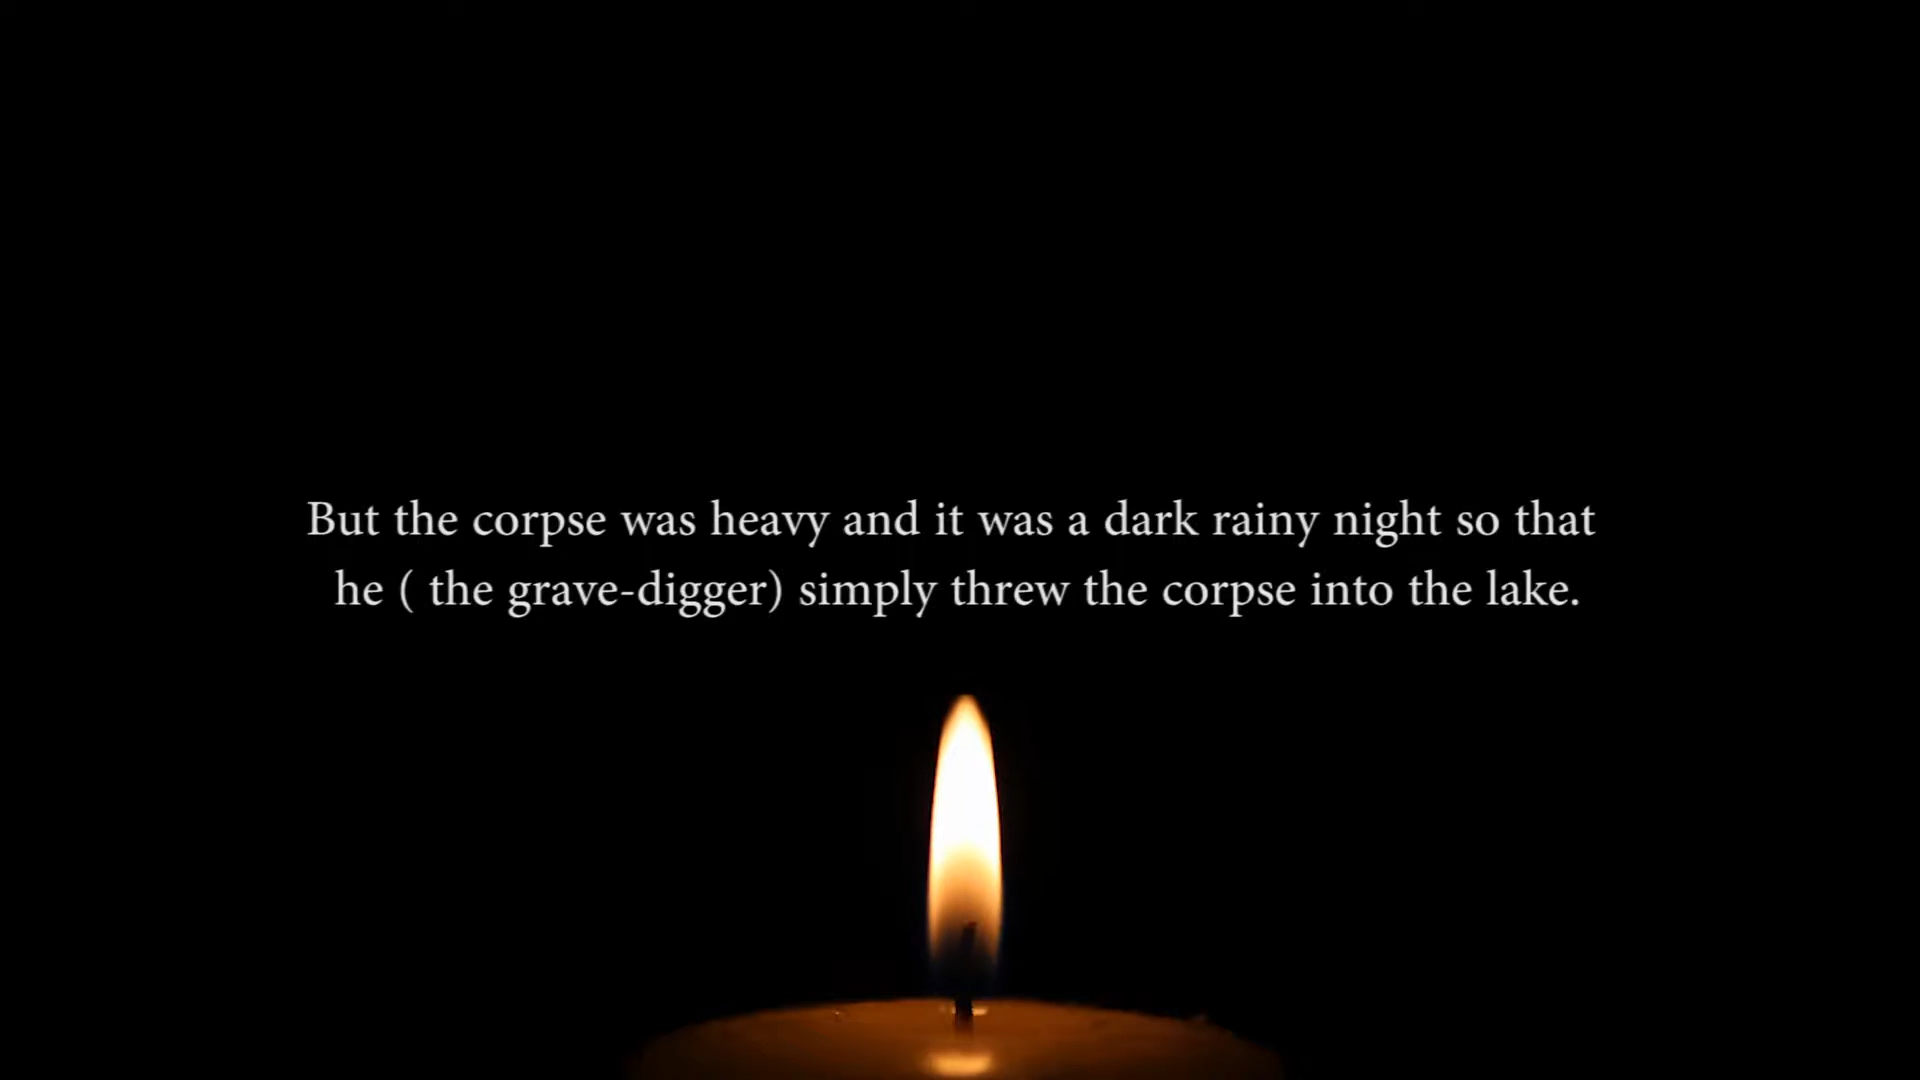 But the corpse was heavy and it was a dark rainy night so that
he ( the grave-digger) simply threw the corpse into the lake.